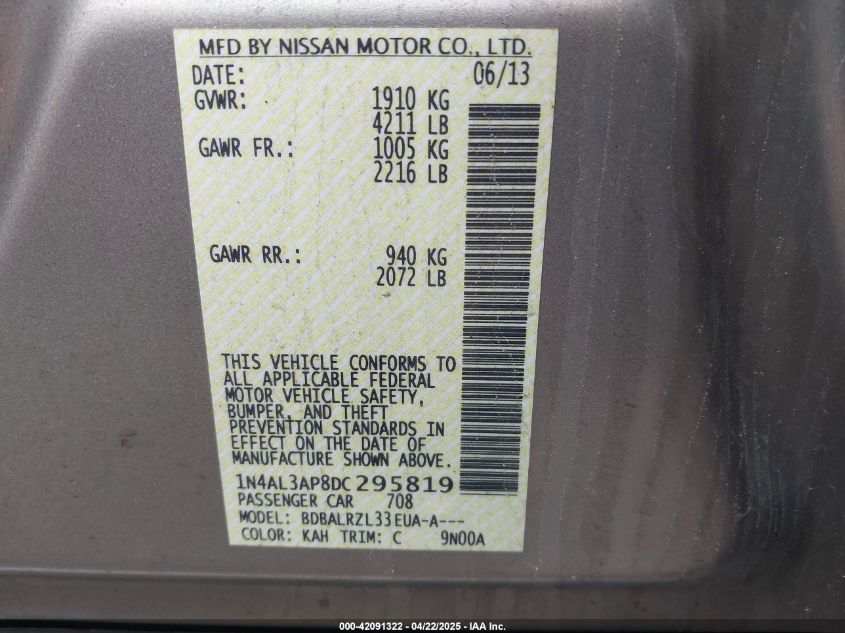 MFD BY NISSAN MOTOR CO., LTD.
DATE: 06/13
GVWR: 1910 KG
4211 LB
GAWR FR.: 1005 KG
2216 LB
GAWR RR.: 940 KG
2072 LB
THIS VEHICLE CONFORMS TO
ALL APPLICABLE FEDERAL
MOTOR VEHICLE SAFETY,
BUMPER, AND THEFT
PREVENTION STANDARDS IN
EFFECT ON THE DATE OF
MANUFACTURE SHOWN ABOVE.
1N4AL3AP8DC295819
PASSENGER CAR 708
MODEL: BDBALRZL33EUA-A---
COLOR: KAH TRIM: C 9N00A
000-42091322 - 04/22/2025 - IAA Inc.